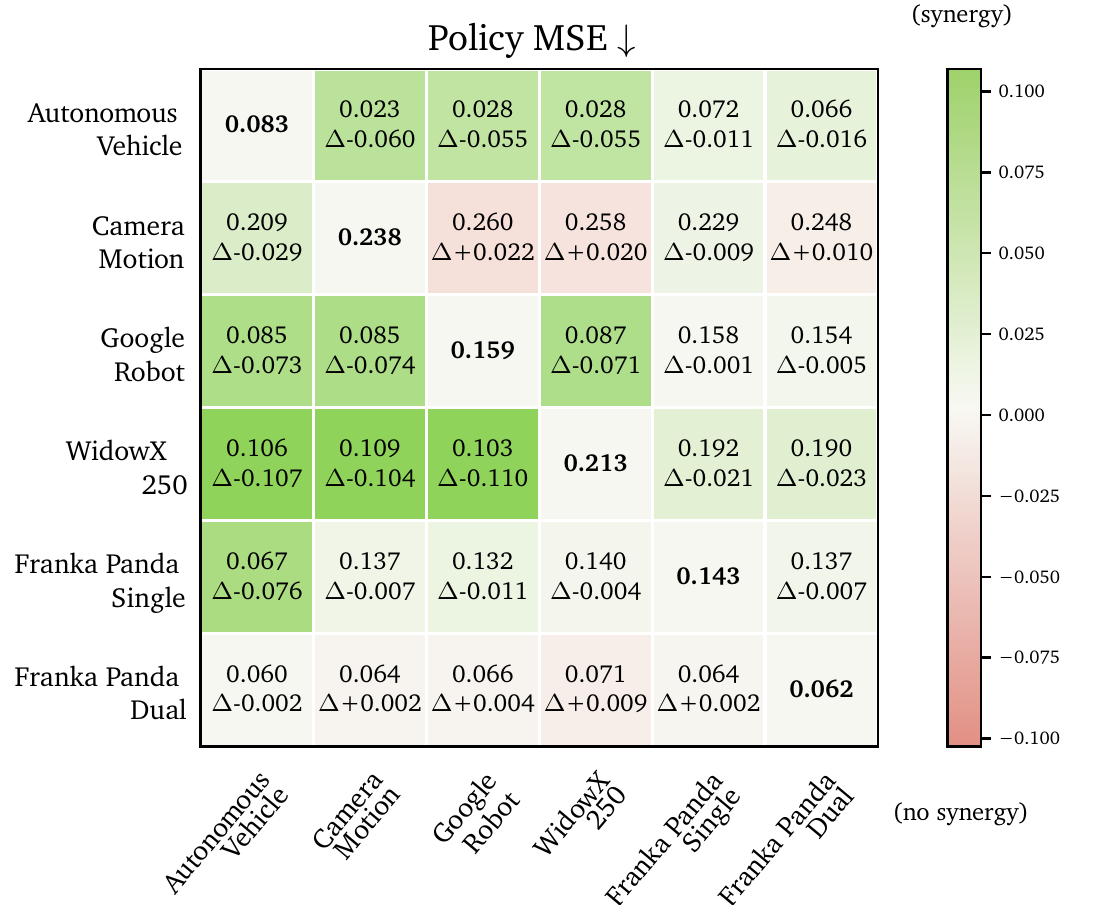 (synergy)
Policy MSE ↓
Autonomous
Vehicle
0.083
0.023
Δ-0.060
0.028
Δ-0.055
0.028
Δ-0.055
0.072
Δ-0.011
0.066
Δ-0.016
Camera
Motion
0.209
Δ-0.029
0.238
0.260
Δ+0.022
0.258
Δ+0.020
0.229
Δ-0.009
0.248
Δ+0.010
Google
Robot
0.085
Δ-0.073
0.085
Δ-0.074
0.159
0.087
Δ-0.071
0.158
Δ-0.001
0.154
Δ-0.005
WidowX
250
0.106
Δ-0.107
0.109
Δ-0.104
0.103
Δ-0.110
0.213
0.192
Δ-0.021
0.190
Δ-0.023
Franka Panda
Single
0.067
Δ-0.076
0.137
Δ-0.007
0.132
Δ-0.011
0.140
Δ-0.004
0.143
0.137
Δ-0.007
Franka Panda
Dual
0.060
Δ-0.002
0.064
Δ+0.002
0.066
Δ+0.004
0.071
Δ+0.009
0.064
Δ+0.002
0.062
Autonomous
Vehicle
Camera
Motion
Google
Robot
WidowX
250
Franka Panda
Single
Franka Panda
Dual
0.100
0.075
0.050
0.025
0.000
−0.025
−0.050
−0.075
−0.100
(no synergy)